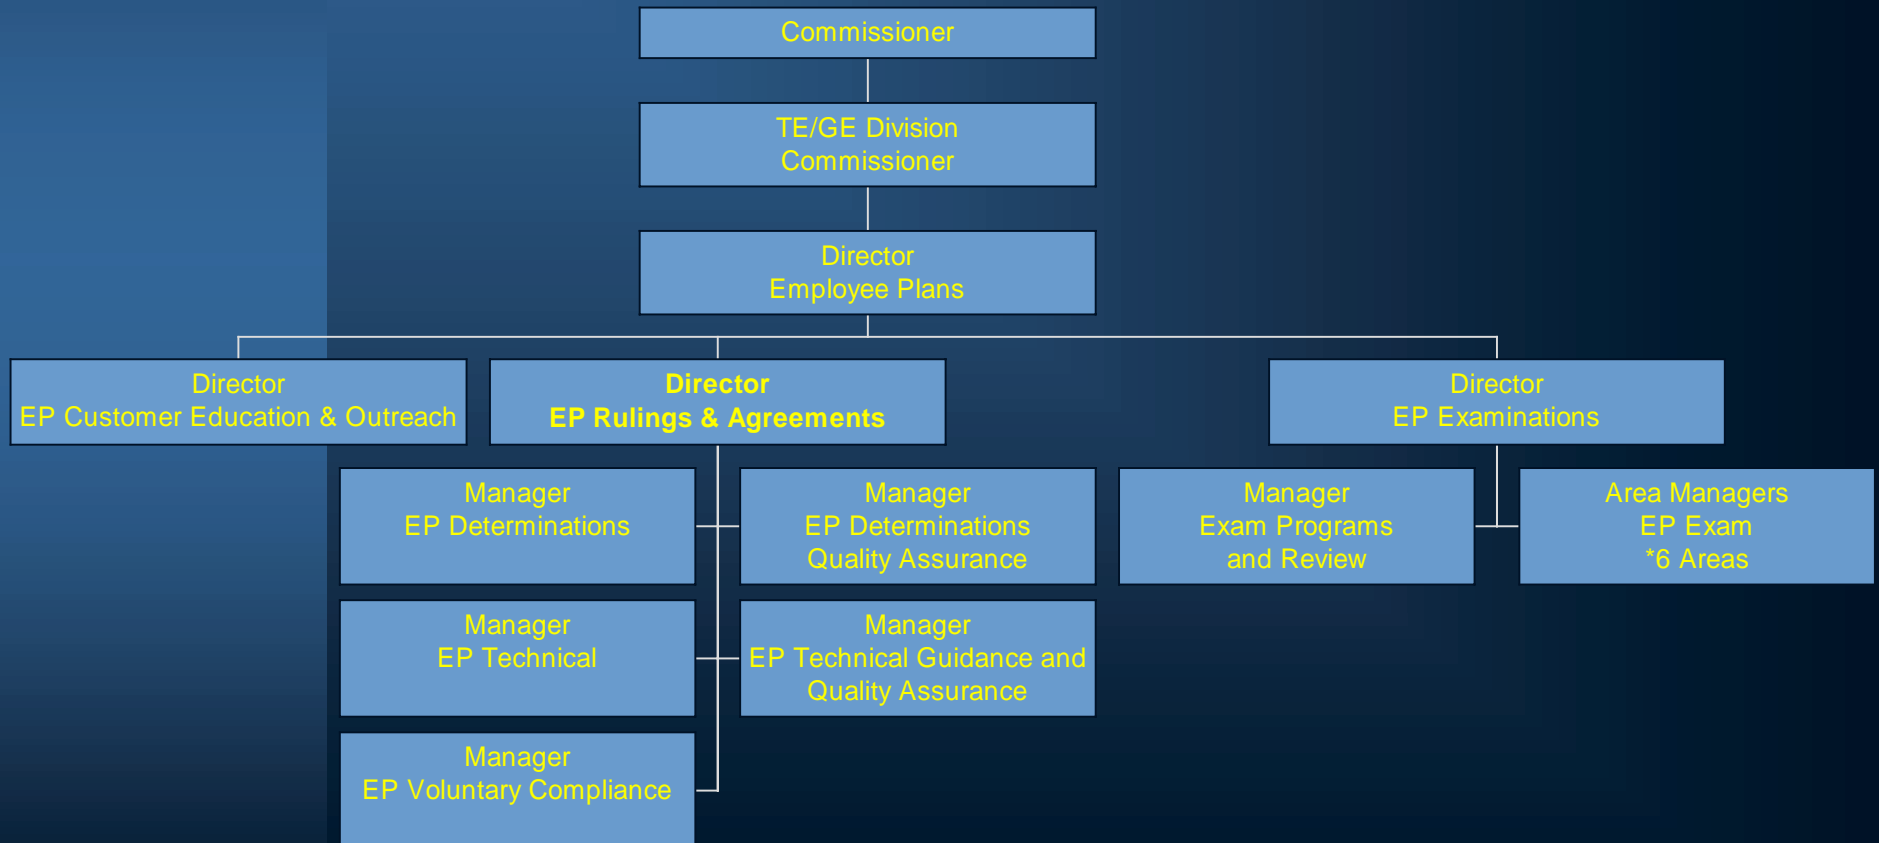 Commissioner
TE/GE Division
Commissioner
Director
Employee Plans
Director
EP Customer Education & Outreach
Director
EP Rulings & Agreements
Director
EP Examinations
Manager
EP Determinations
Manager
EP Determinations
Quality Assurance
Manager
Exam Programs
and Review
Area Managers
EP Exam
*6 Areas
Manager
EP Technical
Manager
EP Technical Guidance and
Quality Assurance
Manager
EP Voluntary Compliance